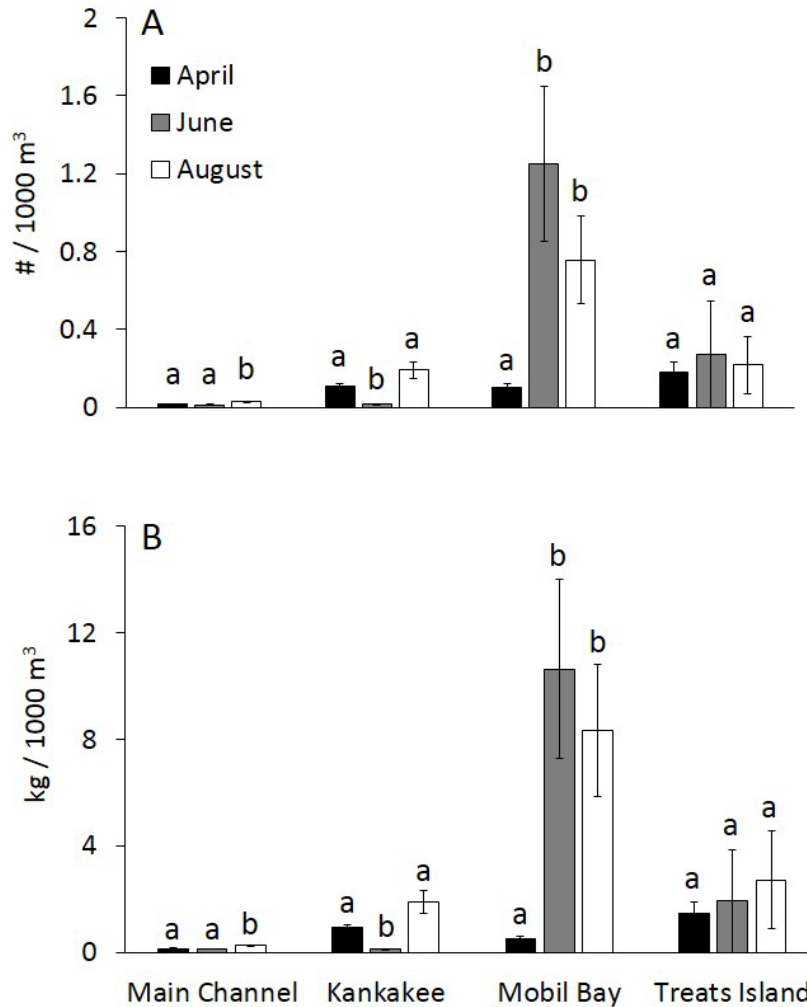 A
April
June
August
# / 1000 m³
2
1.6
1.2
0.8
0.4
0
a a b
a b a
a b b
a a a
B
kg / 1000 m³
16
12
8
4
0
a a b
a b a
a b b
a a a
Main Channel Kankakee Mobil Bay Treats Island